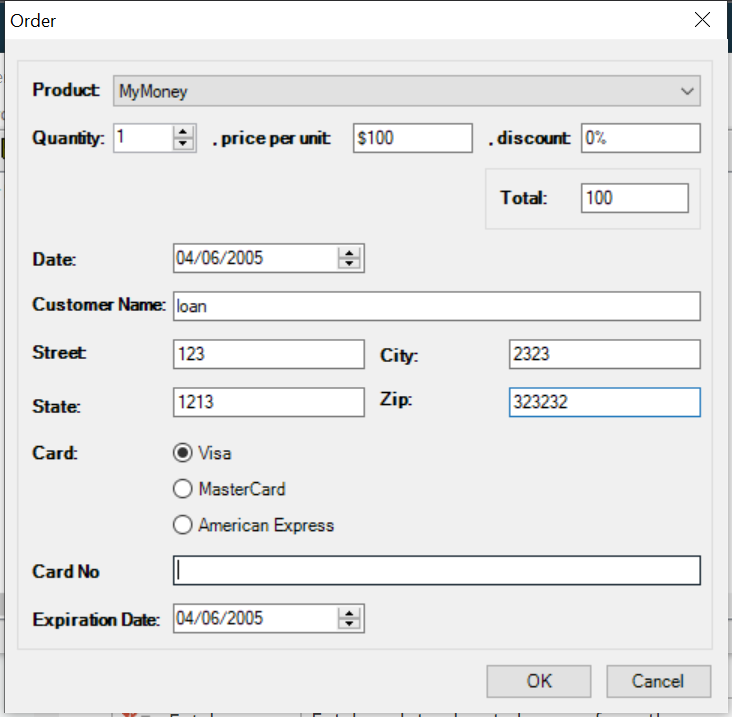 Order
Product: MyMoney
Quantity: 1 , price per unit: $100 , discount: 0%
Total: 100
Date: 04/06/2005
Customer Name: loan
Street: 123 City: 2323
State: 1213 Zip: 323232
Card: Visa
MasterCard
American Express
Card No
Expiration Date: 04/06/2005
OK Cancel